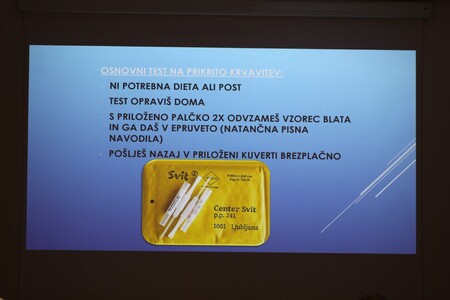 OSNOVNI TEST NA PRIKRITO KRVAVITEV:
NI POTREBNA DIETA ALI POST
TEST OPRAVIŠ DOMA
S PRILOŽENO PALČKO 2X ODVZAMEŠ VZOREC BLATA
IN GA DAŠ V EPRUVETO (NATANČNA PISNA
NAVODILA)
POŠLJEŠ NAZAJ V PRILOŽENI KUVERTI BREZPLAČNO
Svit
Center Svit
p.p. 241
1001 Ljubljana